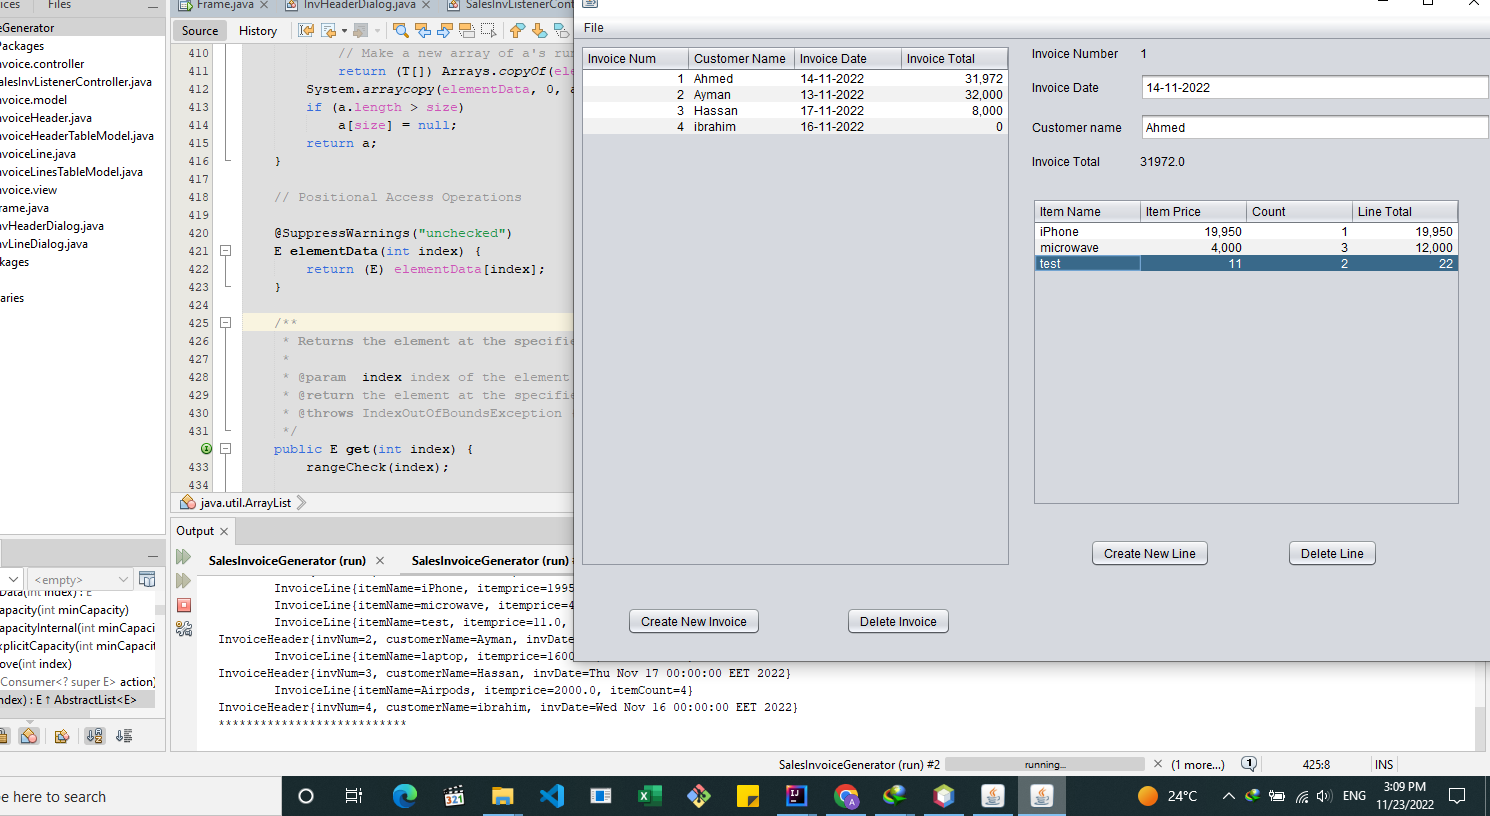 ices Files
eGenerator
Packages
nvoice.controller
alesInvListenerController.java
nvoice.model
nvoiceHeader.java
nvoiceHeaderTableModel.java
nvoiceLine.java
nvoiceLinesTableModel.java
nvoice.view
rame.java
nvHeaderDialog.java
nvLineDialog.java
kages
aries
<empty>
Data(int index) : E
apacity(int minCapacity)
apacityInternal(int minCapaci
xplicitCapacity(int minCapacit
ove(int index)
Consumer<? super E> action)
ndex) : E ↑ AbstractList<E>
Frame.java InvHeaderDialog.java SalesInvListenerCont
Source History
410 // Make a new array of a's run
411 return (T[]) Arrays.copyOf(ele
412 System.arraycopy(elementData, 0, a
413 if (a.length > size)
414 a[size] = null;
415 return a;
416 }
417
418 // Positional Access Operations
419
420 @SuppressWarnings("unchecked")
421 E elementData(int index) {
422 return (E) elementData[index];
423 }
424
425 /**
426 * Returns the element at the specifie
427 *
428 * @param index index of the element
429 * @return the element at the specifie
430 * @throws IndexOutOfBoundsException
431 */
public E get(int index) {
433 rangeCheck(index);
434
java.util.ArrayList
Output
SalesInvoiceGenerator (run) SalesInvoiceGenerator (run)
InvoiceLine{itemName=iPhone, itemprice=1995
InvoiceLine{itemName=microwave, itemprice=4
InvoiceLine{itemName=test, itemprice=11.0,
InvoiceHeader{invNum=2, customerName=Ayman, invDate
InvoiceLine{itemName=laptop, itemprice=1600
InvoiceHeader{invNum=3, customerName=Hassan, invDate=Thu Nov 17 00:00:00 EET 2022}
InvoiceLine{itemName=Airpods, itemprice=2000.0, itemCount=4}
InvoiceHeader{invNum=4, customerName=ibrahim, invDate=Wed Nov 16 00:00:00 EET 2022}
***************************
File
Invoice Num Customer Name Invoice Date Invoice Total
1 Ahmed 14-11-2022 31,972
2 Ayman 13-11-2022 32,000
3 Hassan 17-11-2022 8,000
4 ibrahim 16-11-2022 0
Create New Invoice Delete Invoice
Invoice Number 1
Invoice Date 14-11-2022
Customer name Ahmed
Invoice Total 31972.0
Item Name Item Price Count Line Total
iPhone 19,950 1 19,950
microwave 4,000 3 12,000
test 11 2 22
Create New Line Delete Line
SalesInvoiceGenerator (run) #2 running... (1 more...) 1 425:8 INS
e here to search
321
24°C ENG
3:09 PM
11/23/2022